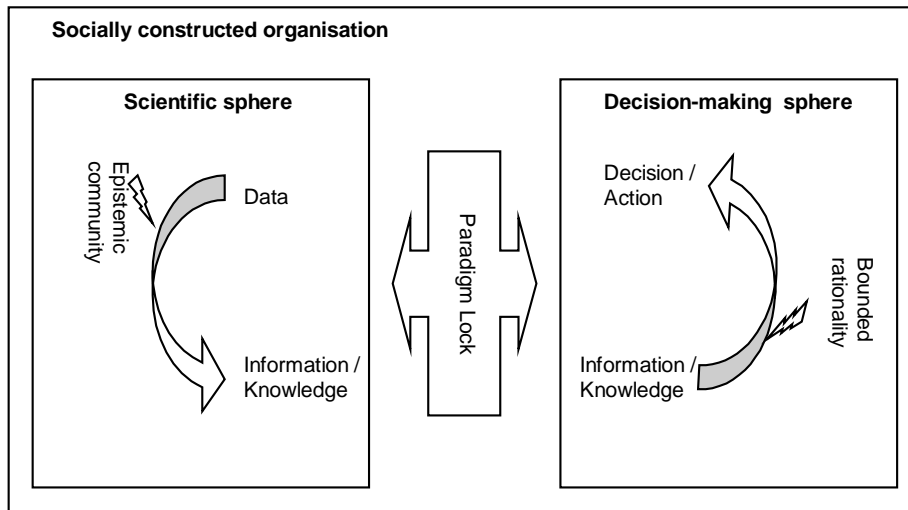 Socially constructed organisation
Scientific sphere
Epistemic
community
Data
Information /
Knowledge
Paradigm Lock
Decision-making sphere
Decision /
Action
Bounded
rationality
Information /
Knowledge